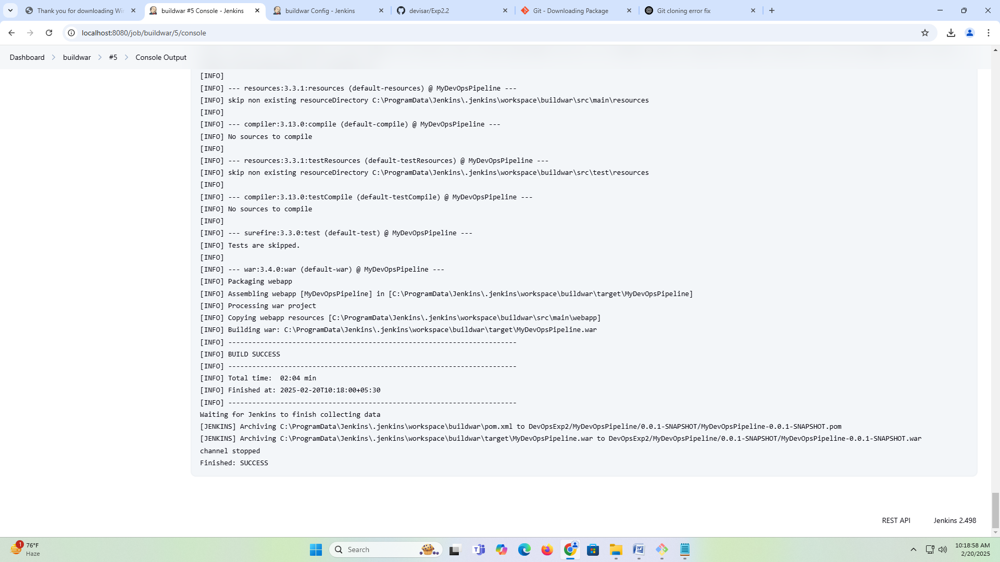 Thank you for downloading Wi
buildwar #5 Console - Jenkins
buildwar Config - Jenkins
devisar/Exp2.2
Git - Downloading Package
Git cloning error fix
localhost:8080/job/buildwar/5/console
Dashboard
buildwar
#5
Console Output
[INFO]
[INFO] --- resources:3.3.1:resources (default-resources) @ MyDevOpsPipeline ---
[INFO] skip non existing resourceDirectory C:\ProgramData\Jenkins\.jenkins\workspace\buildwar\src\main\resources
[INFO]
[INFO] --- compiler:3.13.0:compile (default-compile) @ MyDevOpsPipeline ---
[INFO] No sources to compile
[INFO]
[INFO] --- resources:3.3.1:testResources (default-testResources) @ MyDevOpsPipeline ---
[INFO] skip non existing resourceDirectory C:\ProgramData\Jenkins\.jenkins\workspace\buildwar\src\test\resources
[INFO]
[INFO] --- compiler:3.13.0:testCompile (default-testCompile) @ MyDevOpsPipeline ---
[INFO] No sources to compile
[INFO]
[INFO] --- surefire:3.3.0:test (default-test) @ MyDevOpsPipeline ---
[INFO] Tests are skipped.
[INFO]
[INFO] --- war:3.4.0:war (default-war) @ MyDevOpsPipeline ---
[INFO] Packaging webapp
[INFO] Assembling webapp [MyDevOpsPipeline] in [C:\ProgramData\Jenkins\.jenkins\workspace\buildwar\target\MyDevOpsPipeline]
[INFO] Processing war project
[INFO] Copying webapp resources [C:\ProgramData\Jenkins\.jenkins\workspace\buildwar\src\main\webapp]
[INFO] Building war: C:\ProgramData\Jenkins\.jenkins\workspace\buildwar\target\MyDevOpsPipeline.war
[INFO] ------------------------------------------------------------------------
[INFO] BUILD SUCCESS
[INFO] ------------------------------------------------------------------------
[INFO] Total time:  02:04 min
[INFO] Finished at: 2025-02-20T10:18:00+05:30
[INFO] ------------------------------------------------------------------------
Waiting for Jenkins to finish collecting data
[JENKINS] Archiving C:\ProgramData\Jenkins\.jenkins\workspace\buildwar\pom.xml to DevOpsExp2/MyDevOpsPipeline/0.0.1-SNAPSHOT/MyDevOpsPipeline-0.0.1-SNAPSHOT.pom
[JENKINS] Archiving C:\ProgramData\Jenkins\.jenkins\workspace\buildwar\target\MyDevOpsPipeline.war to DevOpsExp2/MyDevOpsPipeline/0.0.1-SNAPSHOT/MyDevOpsPipeline-0.0.1-SNAPSHOT.war
channel stopped
Finished: SUCCESS
REST API
Jenkins 2.498
1
76°F
Haze
Search
10:18:58 AM
2/20/2025